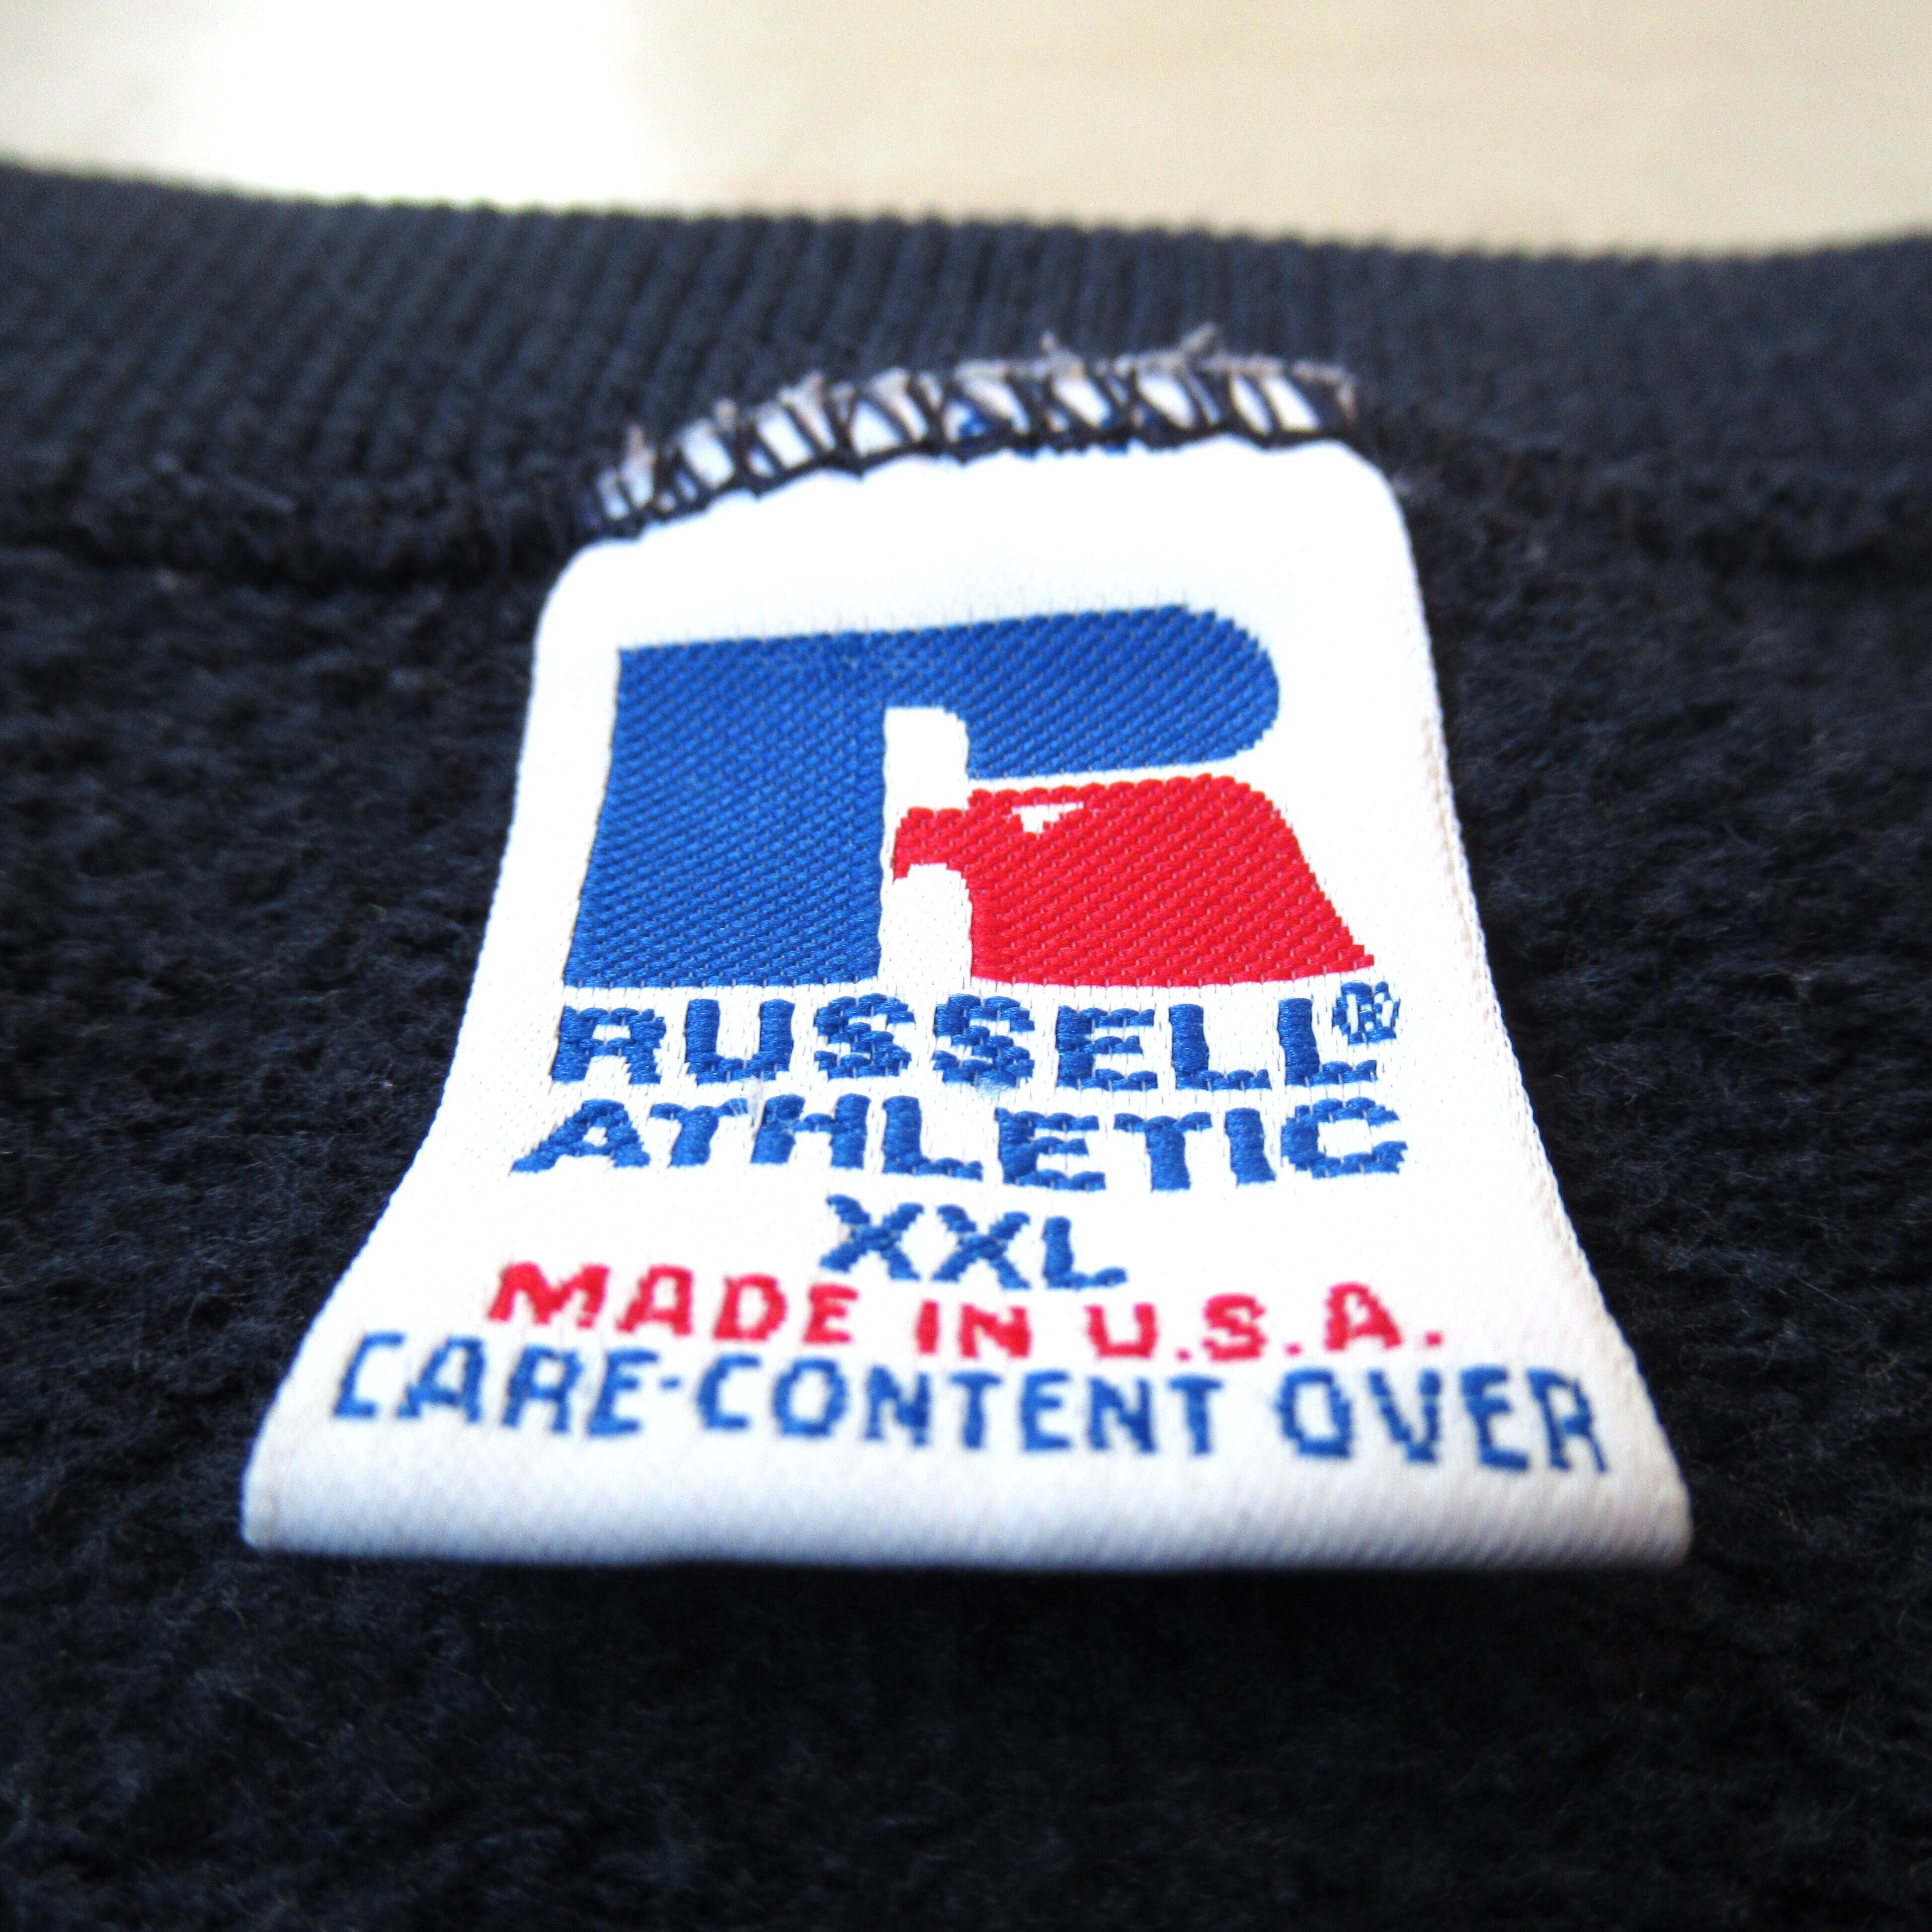 R
RUSSELL®
ATHLETIC
XXL
MADE IN U.S.A.
CARE-CONTENT OVER